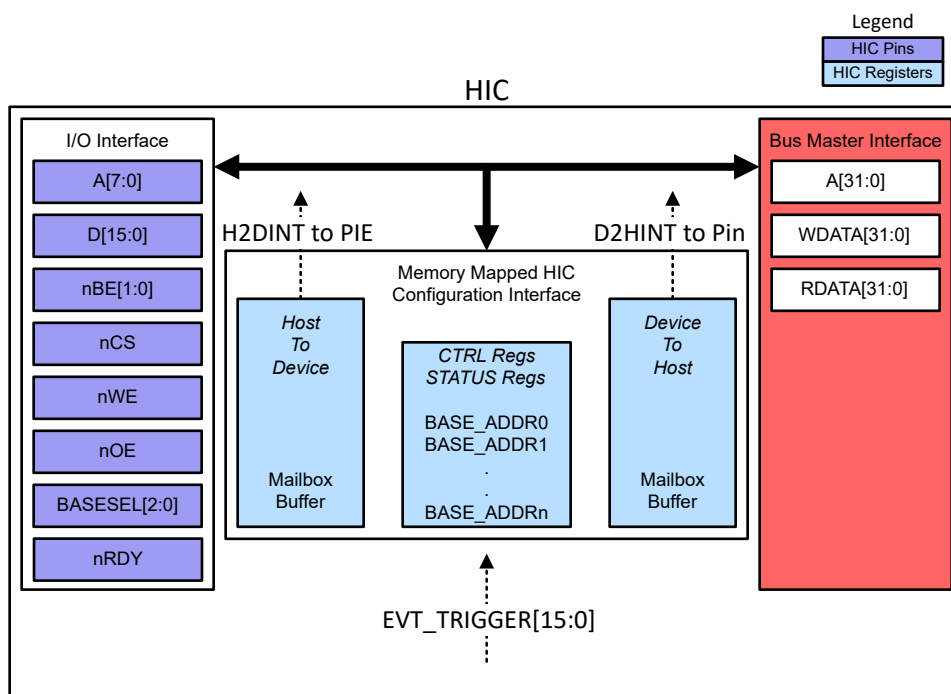 Legend
HIC Pins
HIC Registers
HIC
I/O Interface
A[7:0]
D[15:0]
nBE[1:0]
nCS
nWE
nOE
BASESEL[2:0]
nRDY
H2DINT to PIE
D2HINT to Pin
Memory Mapped HIC
Configuration Interface
Host
To
Device
Mailbox
Buffer
CTRL Regs
STATUS Regs
BASE_ADDR0
BASE_ADDR1
.
.
BASE_ADDRn
Device
To
Host
Mailbox
Buffer
EVT_TRIGGER[15:0]
Bus Master Interface
A[31:0]
WDATA[31:0]
RDATA[31:0]